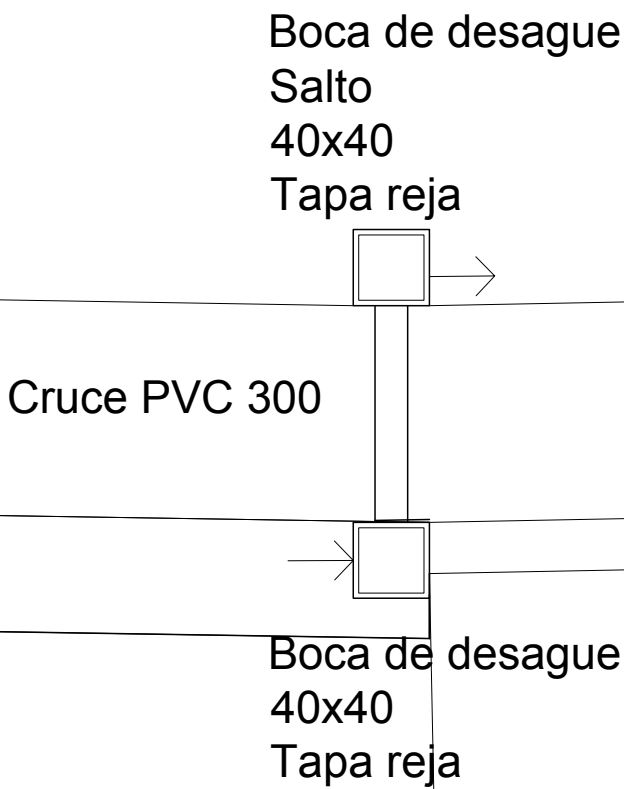 Boca de desague
Salto
40x40
Tapa reja
Cruce PVC 300
Boca de desague
40x40
Tapa reja